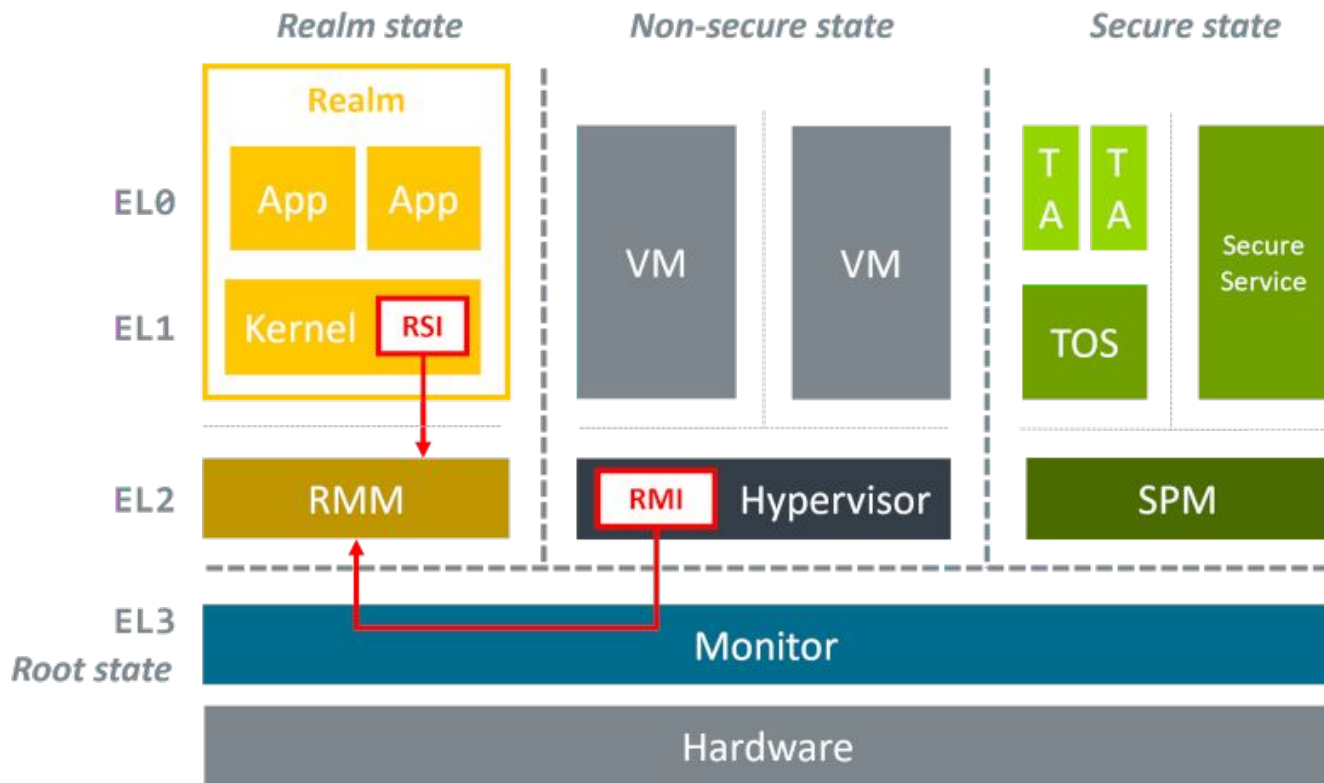 Realm state
Non-secure state
Secure state
Realm
App
App
EL0
VM
VM
T
A
T
A
Secure
Service
EL1
Kernel
RSI
TOS
EL2
RMM
RMI
Hypervisor
SPM
EL3
Root state
Monitor
Hardware